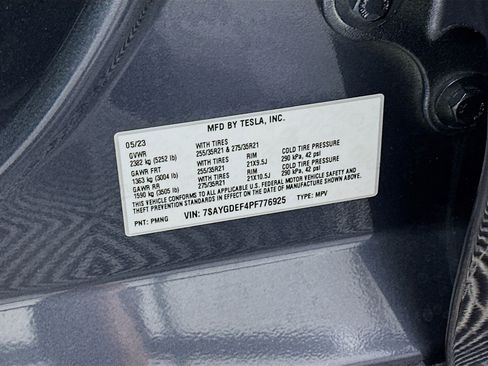 MFD BY TESLA, INC.
05/23
GVWR WITH TIRES COLD TIRE PRESSURE
2382 kg (5252 lb) 255/35R21 & 275/35R21 RIM 290 kPa, 42 psi
GAWR FRT WITH TIRES 21X9.5J
1363 kg (3004 lb) 255/35R21 RIM COLD TIRE PRESSURE
GAWR RR WITH TIRES 21X10.5J 290 kPa, 42 psi
1590 kg (3505 lb) 275/35R21
THIS VEHICLE CONFORMS TO ALL APPLICABLE U.S. FEDERAL MOTOR VEHICLE SAFETY AND
THEFT PREVENTION STANDARDS IN EFFECT ON THE DATE OF MANUFACTURE SHOWN ABOVE.
VIN: 7SAYGDEF4PF776925
PNT: PMNG TYPE: MPV